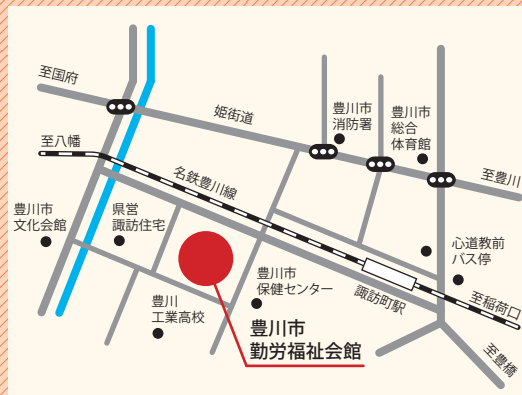 至国府
姫街道
豊川市
消防署
豊川市
総合
体育館
至八幡
名鉄豊川線
至豊川
豊川市
文化会館
県営
諏訪住宅
心道教前
バス停
豊川
工業高校
豊川市
保健センター
諏訪町駅
至稲荷口
豊川市
勤労福祉会館
至豊橋